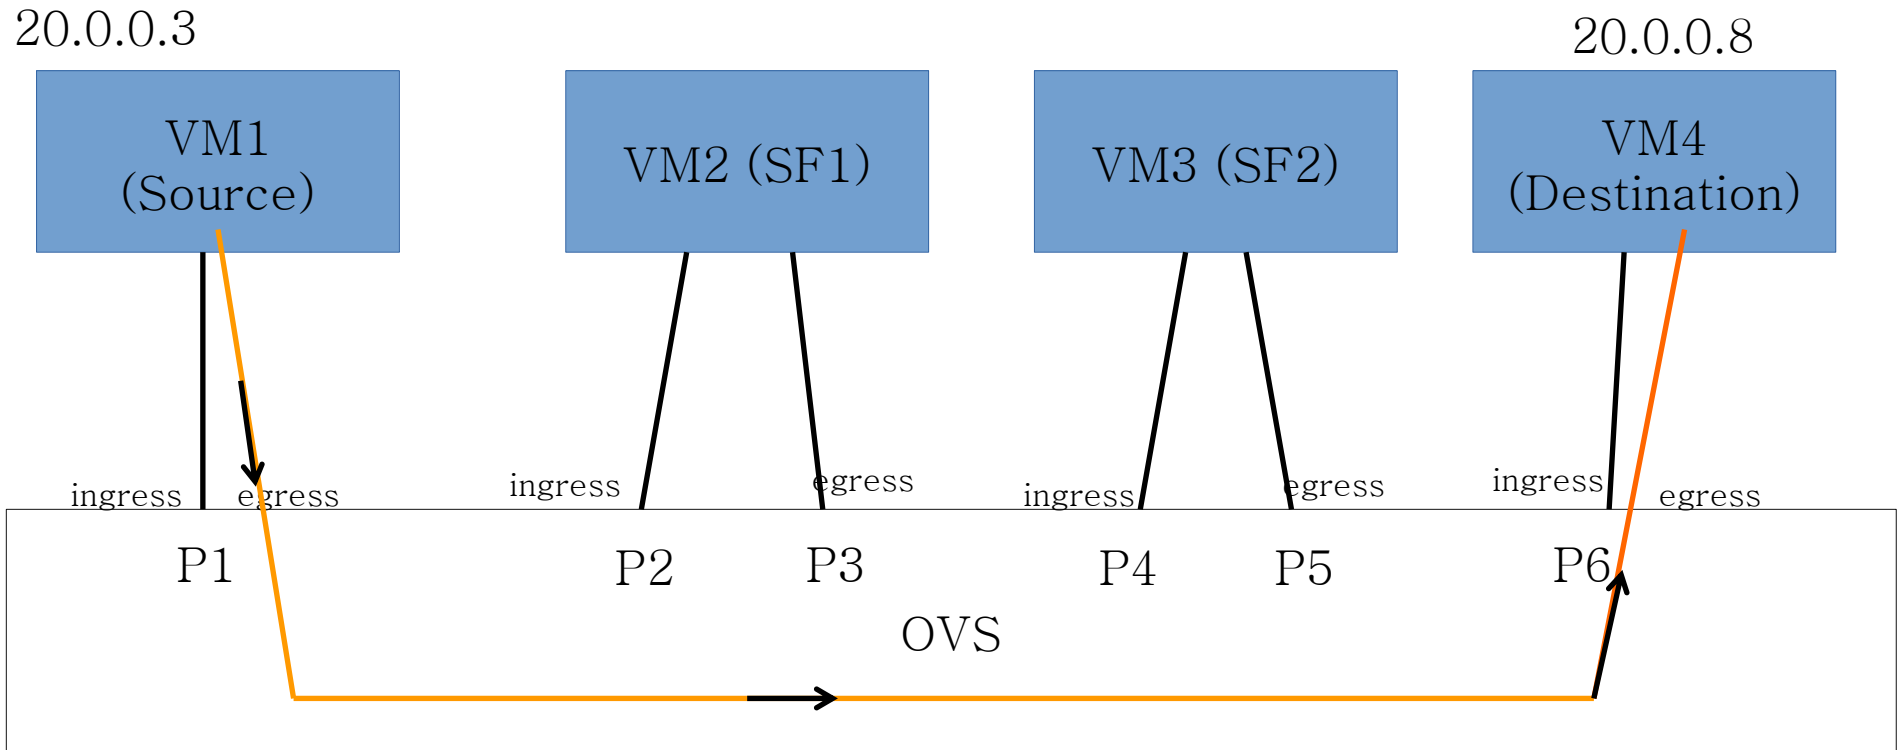 20.0.0.3
20.0.0.8
VM1
(Source)
VM2 (SF1)
VM3 (SF2)
VM4
(Destination)
ingress
egress
ingress
egress
ingress
egress
ingress
egress
P1
P2
P3
P4
P5
P6
OVS